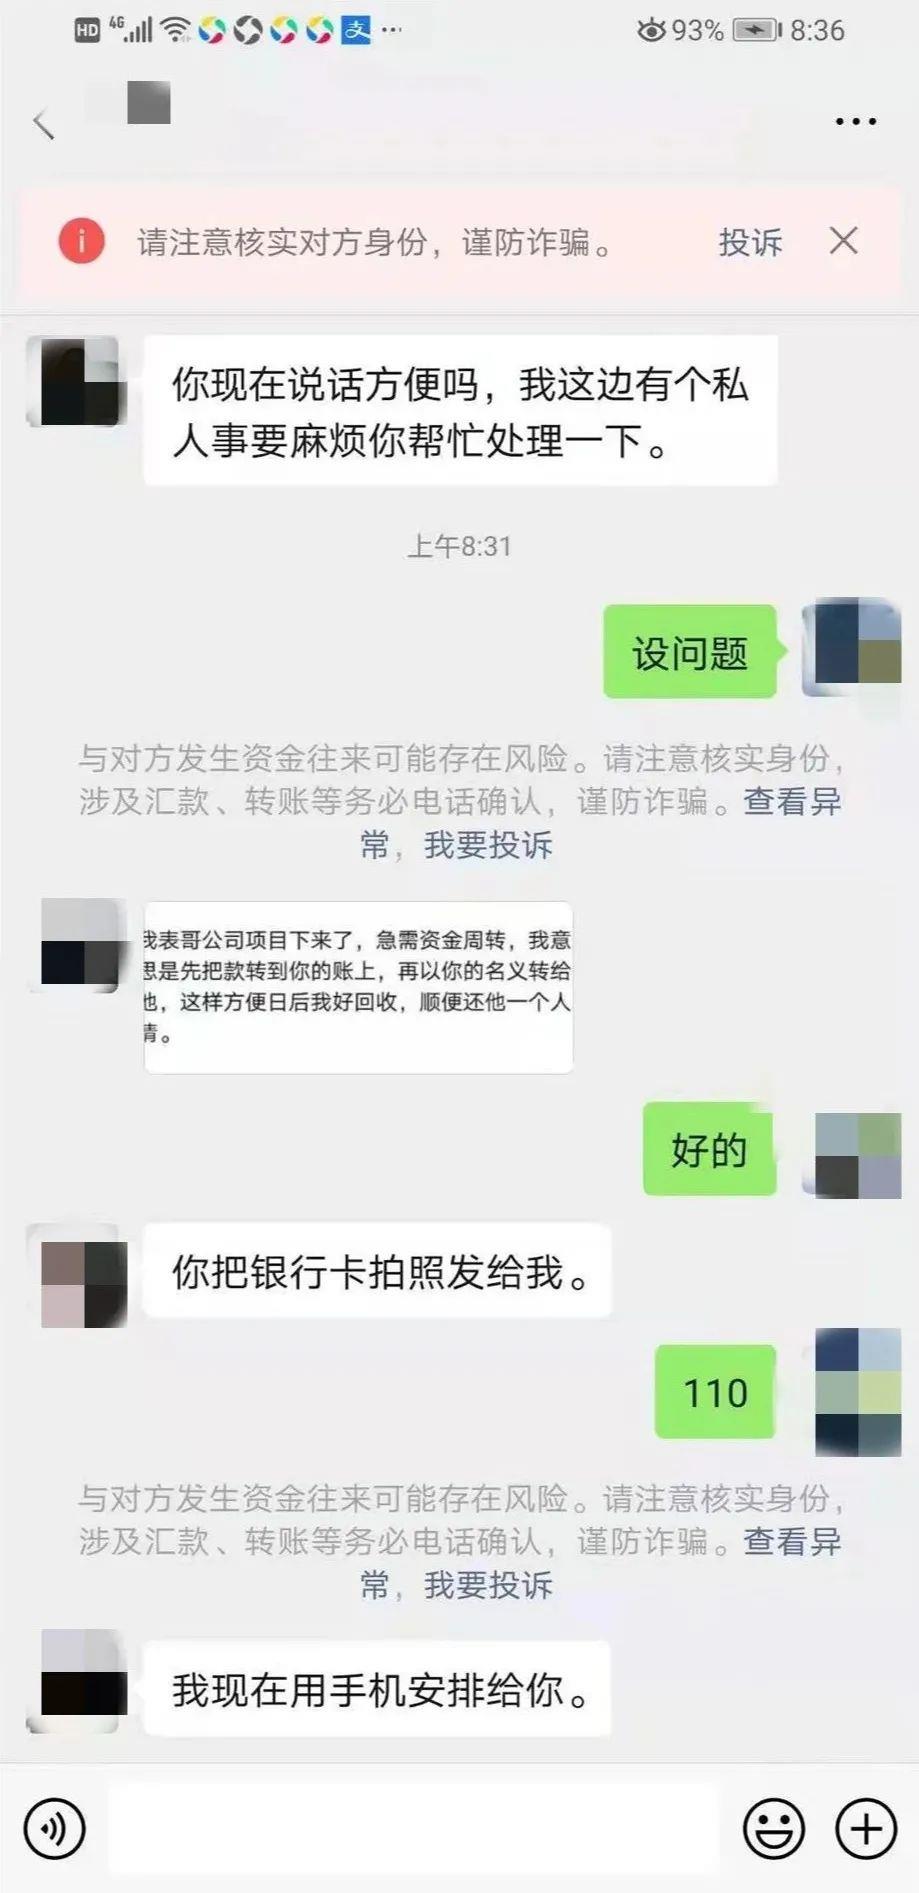 HD 4G 支 ... 93% 8:36
...
请注意核实对方身份，谨防诈骗。 投诉
你现在说话方便吗，我这边有个私
人事要麻烦你帮忙处理一下。
上午8:31
设问题
与对方发生资金往来可能存在风险。请注意核实身份，
涉及汇款、转账等务必电话确认，谨防诈骗。查看异
常，我要投诉
我表哥公司项目下来了，急需资金周转，我意
思是先把款转到你的账上，再以你的名义转给
他，这样方便日后我好回收，顺便还他一个人
情。
好的
你把银行卡拍照发给我。
110
与对方发生资金往来可能存在风险。请注意核实身份，
涉及汇款、转账等务必电话确认，谨防诈骗。查看异
常，我要投诉
我现在用手机安排给你。